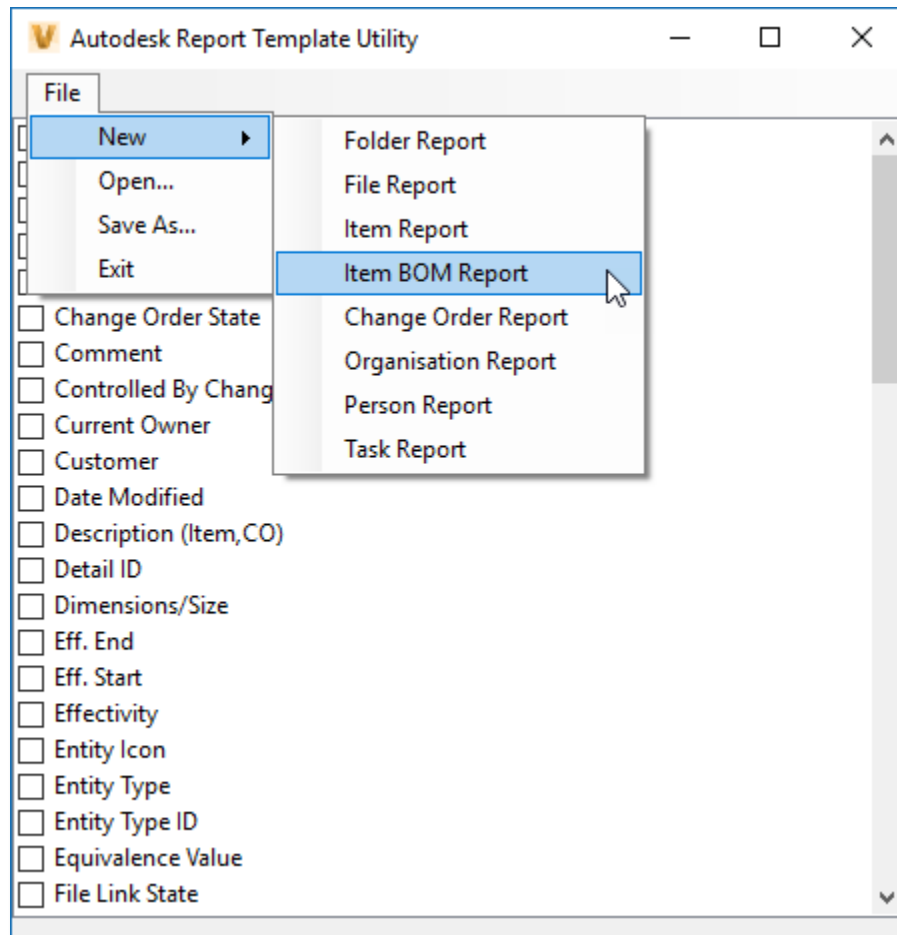 Autodesk Report Template Utility
File
New
Open...
Save As...
Exit
Folder Report
File Report
Item Report
Item BOM Report
Change Order Report
Organisation Report
Person Report
Task Report
Change Order State
Comment
Controlled By Chang
Current Owner
Customer
Date Modified
Description (Item,CO)
Detail ID
Dimensions/Size
Eff. End
Eff. Start
Effectivity
Entity Icon
Entity Type
Entity Type ID
Equivalence Value
File Link State